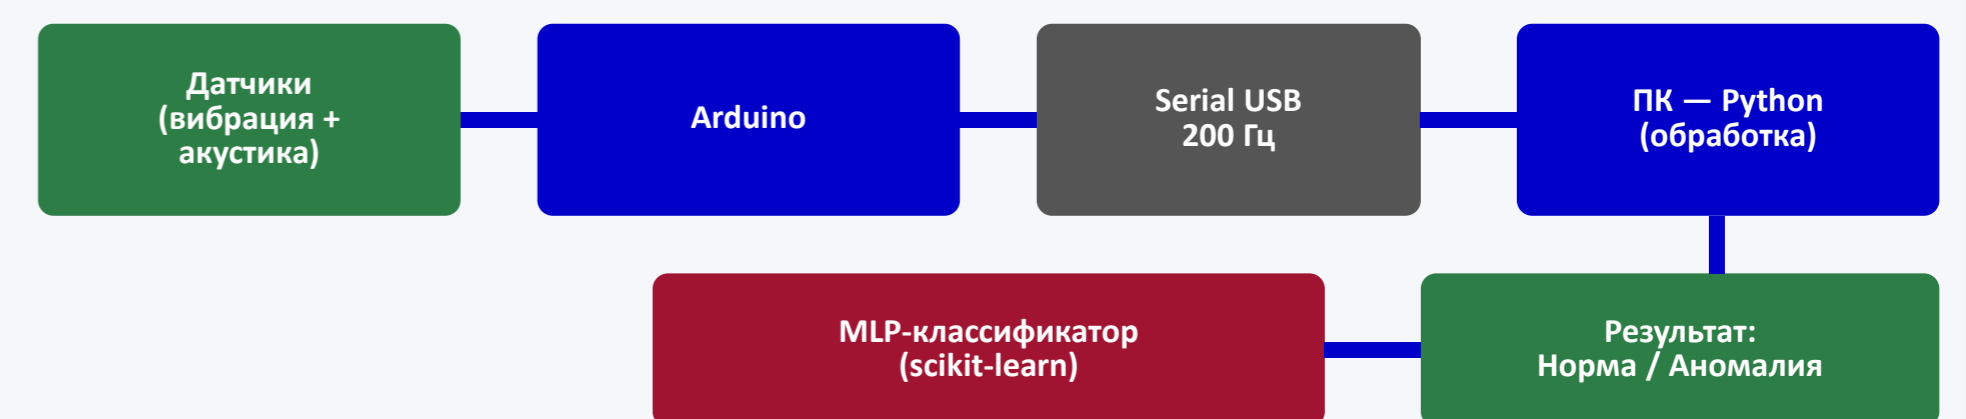 Датчики
(вибрация +
акустика)
Arduino
Serial USB
200 Гц
ПК — Python
(обработка)
MLP-классификатор
(scikit-learn)
Результат:
Норма / Аномалия